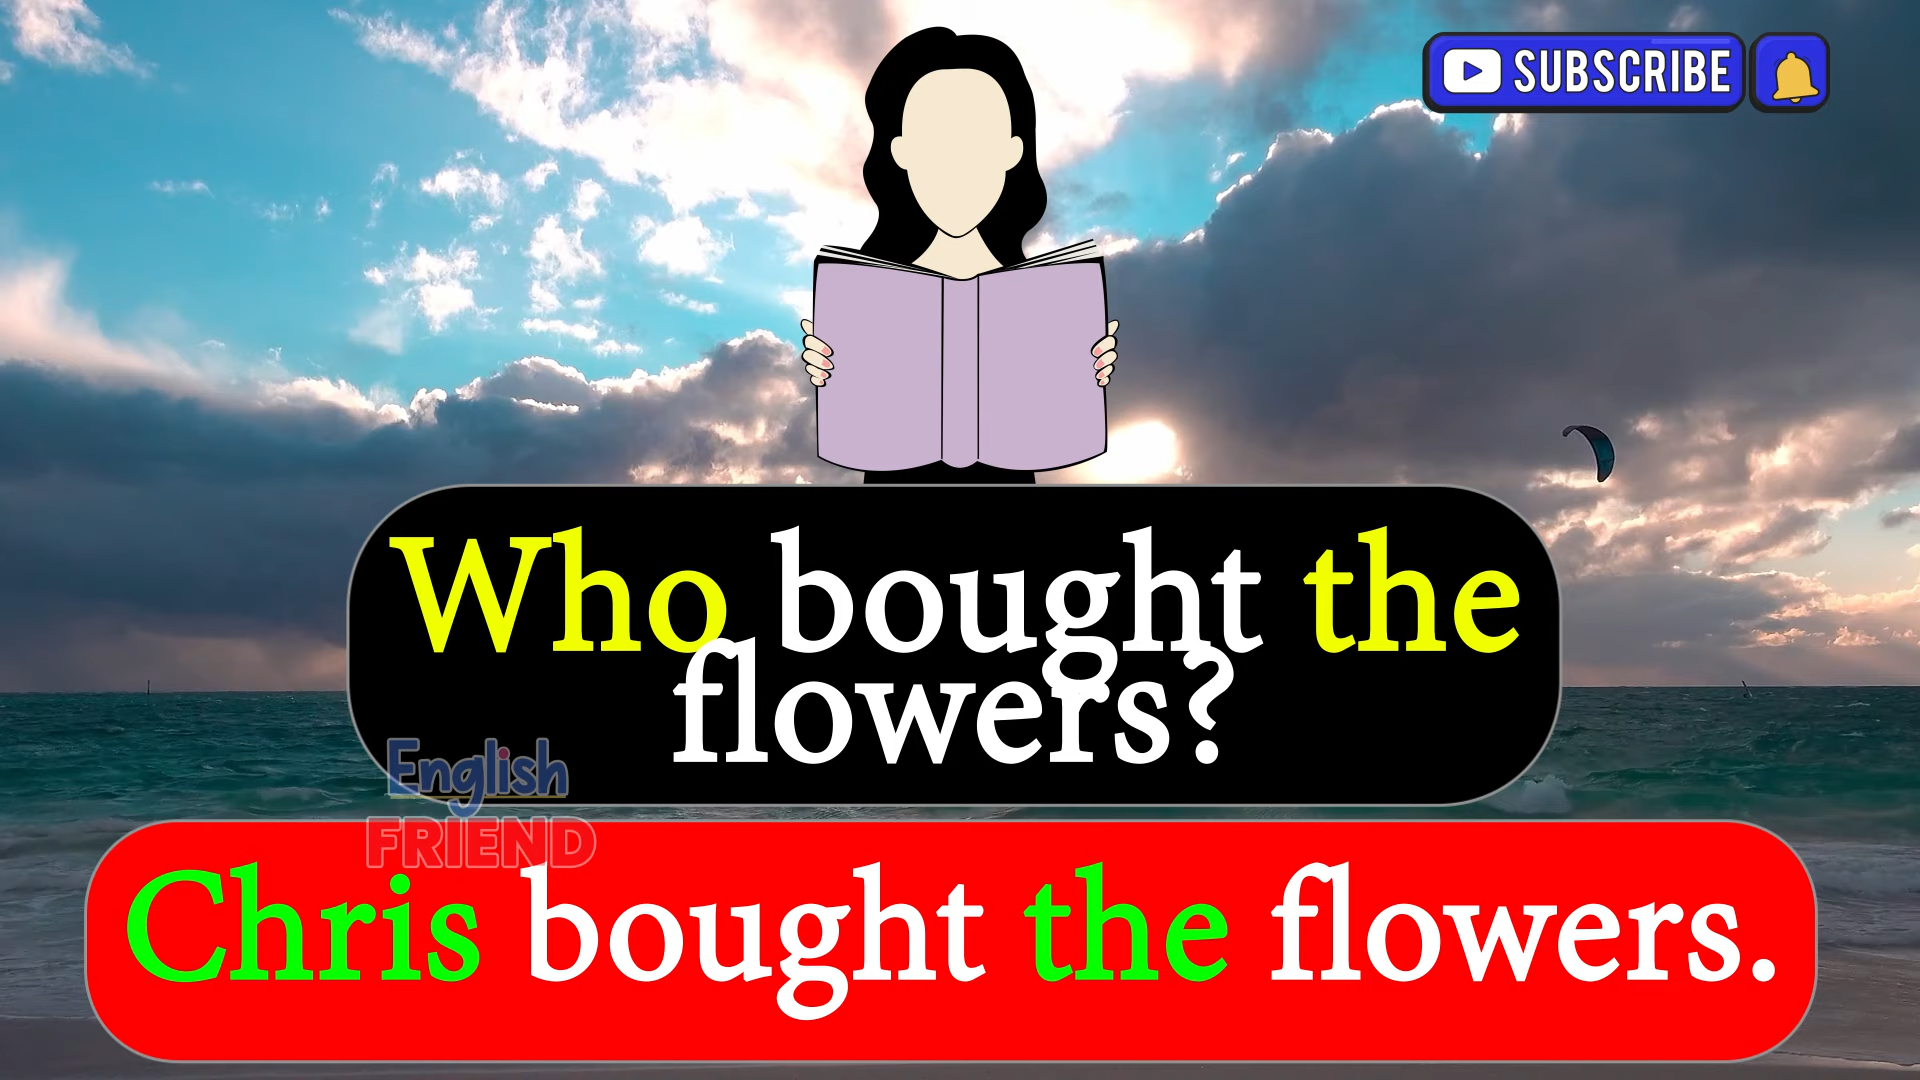 SUBSCRIBE
Who bought the
flowers?
English
FRIEND
Chris bought the flowers.